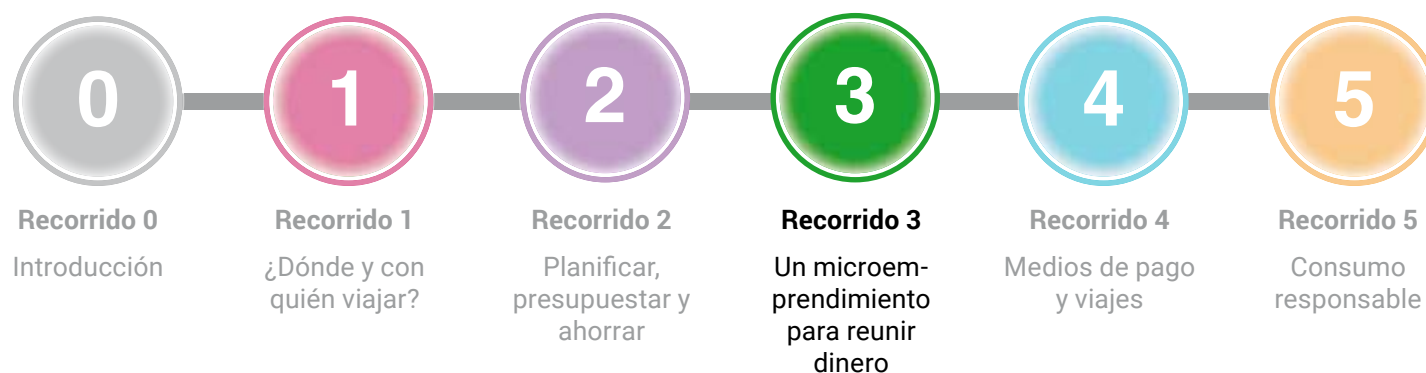 0
1
2
3
4
5
Recorrido 0
Introducción
Recorrido 1
¿Dónde y con
quién viajar?
Recorrido 2
Planificar,
presupuestar y
ahorrar
Recorrido 3
Un microem-
prendimiento
para reunir
dinero
Recorrido 4
Medios de pago
y viajes
Recorrido 5
Consumo
responsable